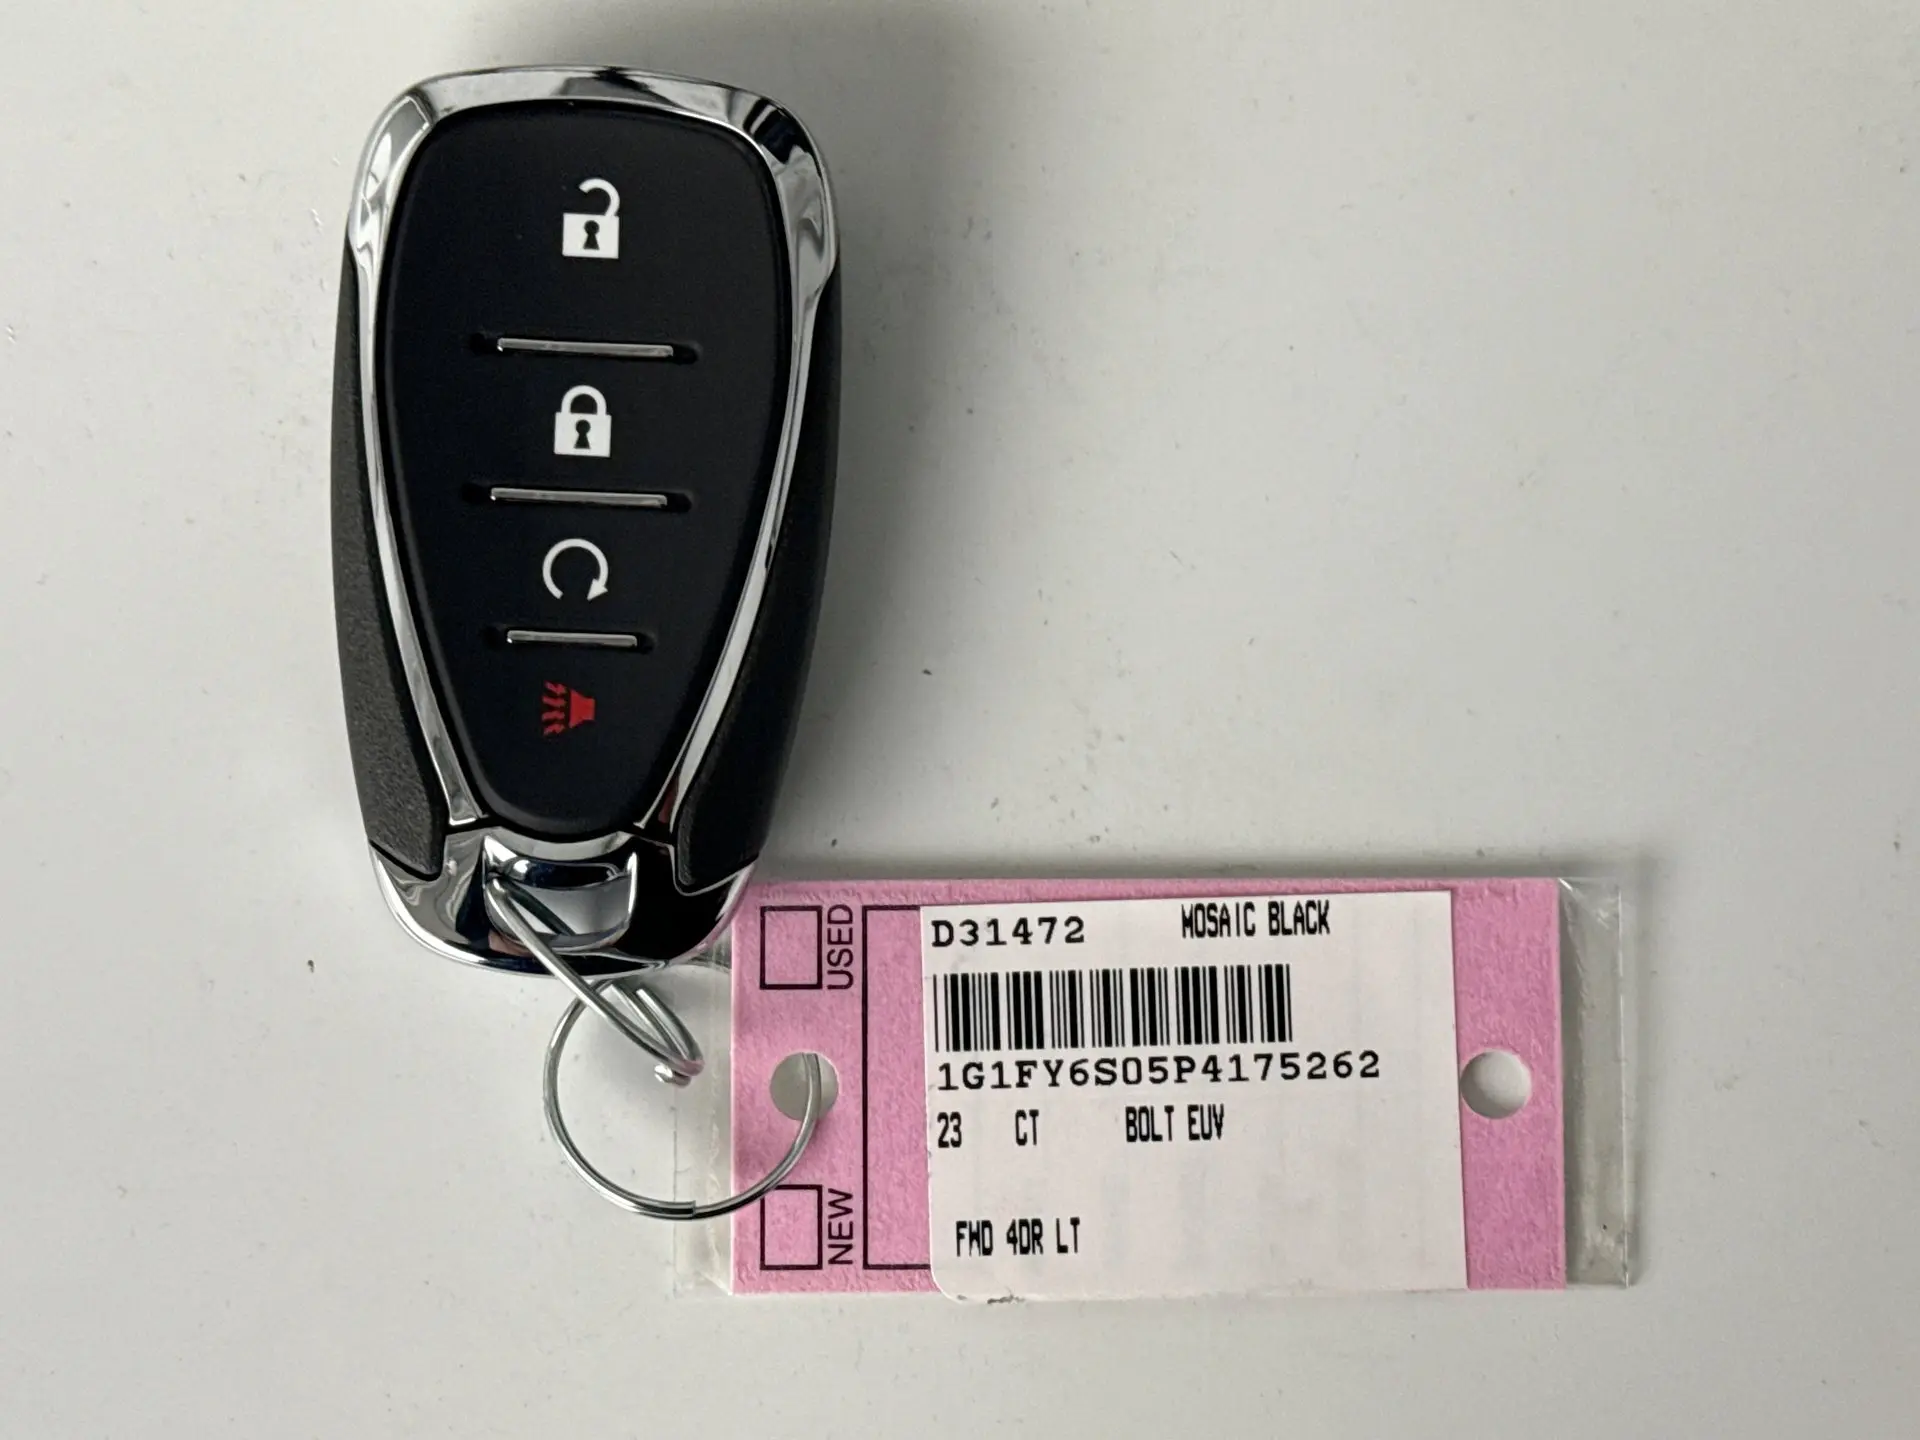 USED
D31472 MOSAIC BLACK
1G1FY6S05P4175262
23 CT BOLT EUV
NEW
FWD 4DR LT